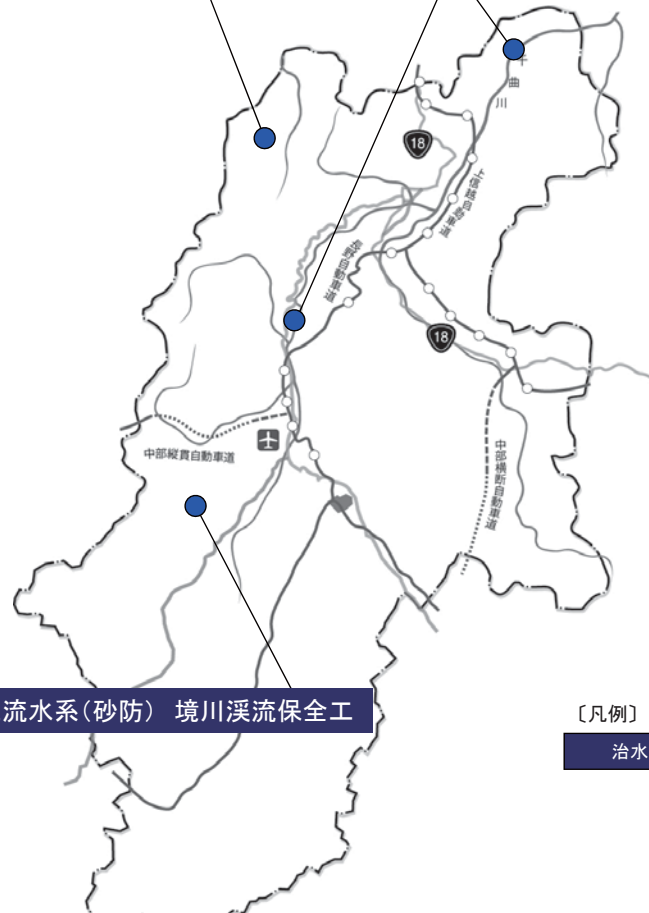 千曲川
18
上信越自動車道
長野自動車道
18
中部縦貫自動車道
中部横断自動車道
流水系(砂防) 境川渓流保全工
〔凡例〕
治水